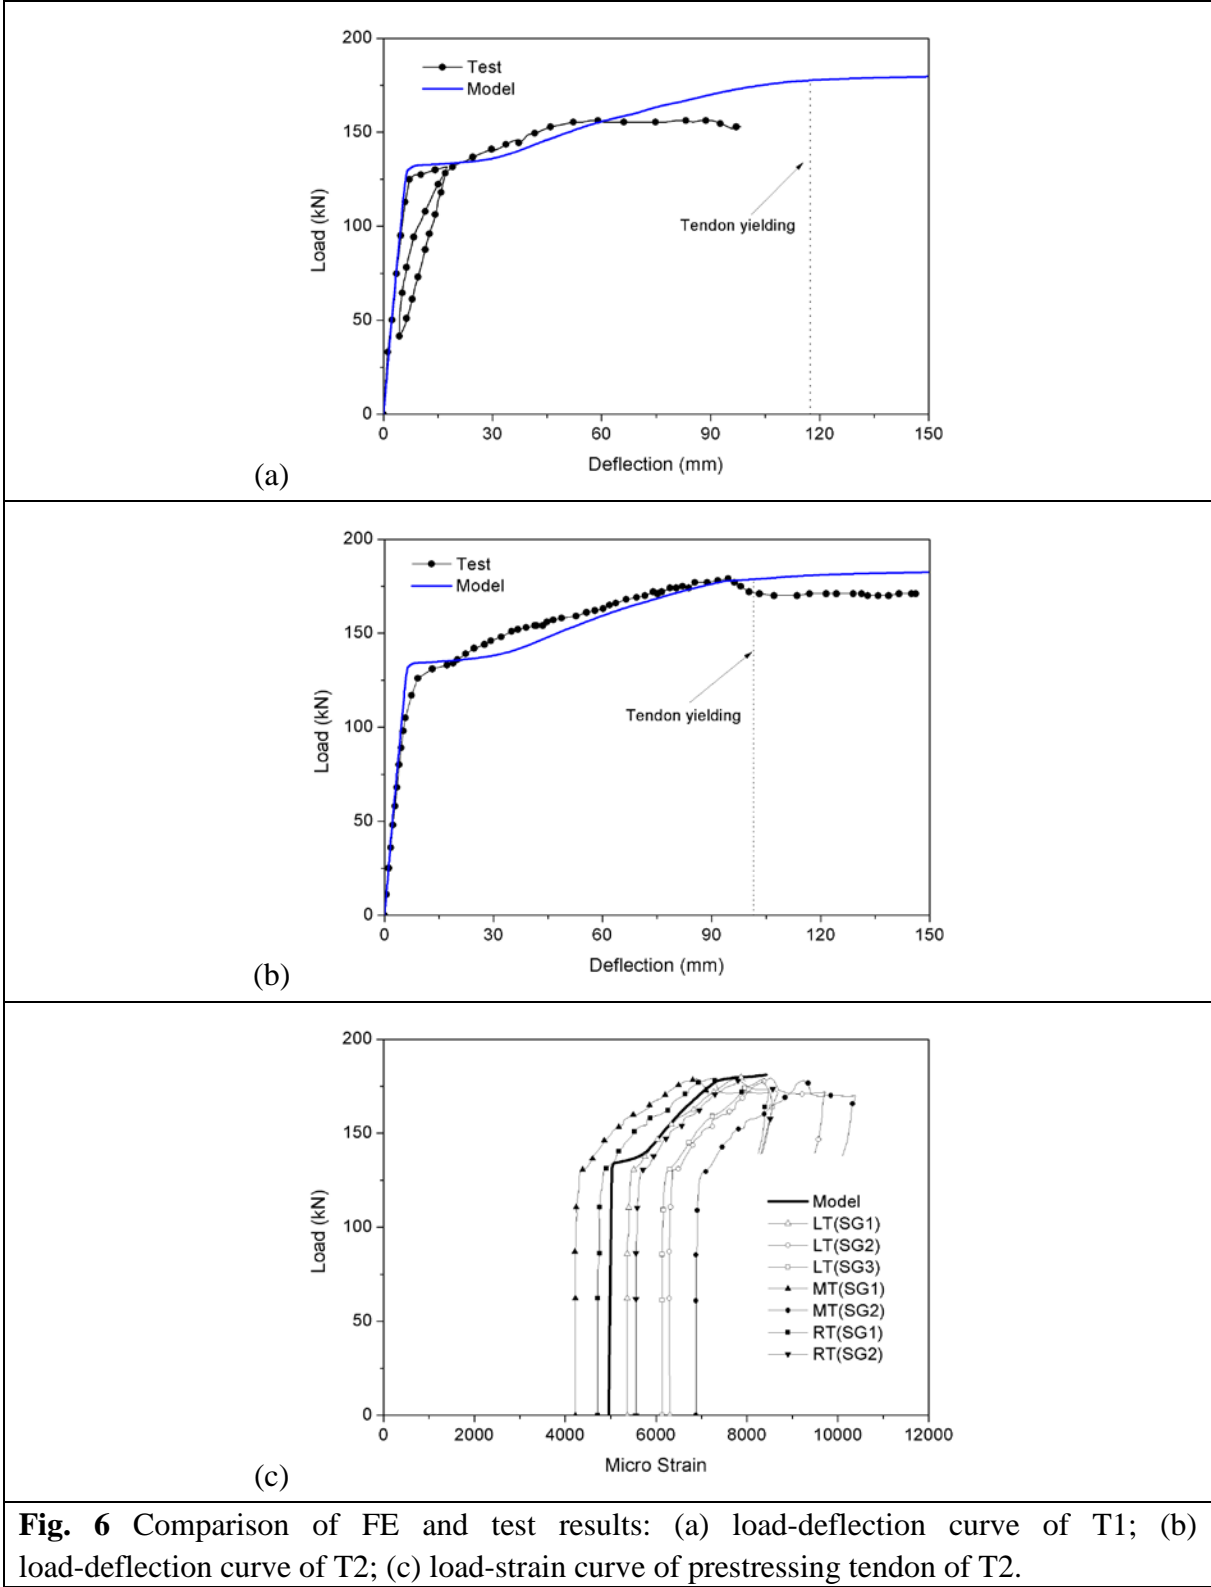 200
150
100
50
0
Load (kN)
Test
Model
Tendon yielding
0 30 60 90 120 150
Deflection (mm)
(a)
200
150
100
50
0
Load (kN)
Test
Model
Tendon yielding
0 30 60 90 120 150
Deflection (mm)
(b)
200
150
100
50
0
Load (kN)
Model
LT(SG1)
LT(SG2)
LT(SG3)
MT(SG1)
MT(SG2)
RT(SG1)
RT(SG2)
0 2000 4000 6000 8000 10000 12000
Micro Strain
(c)
Fig. 6 Comparison of FE and test results: (a) load-deflection curve of T1; (b)
load-deflection curve of T2; (c) load-strain curve of prestressing tendon of T2.